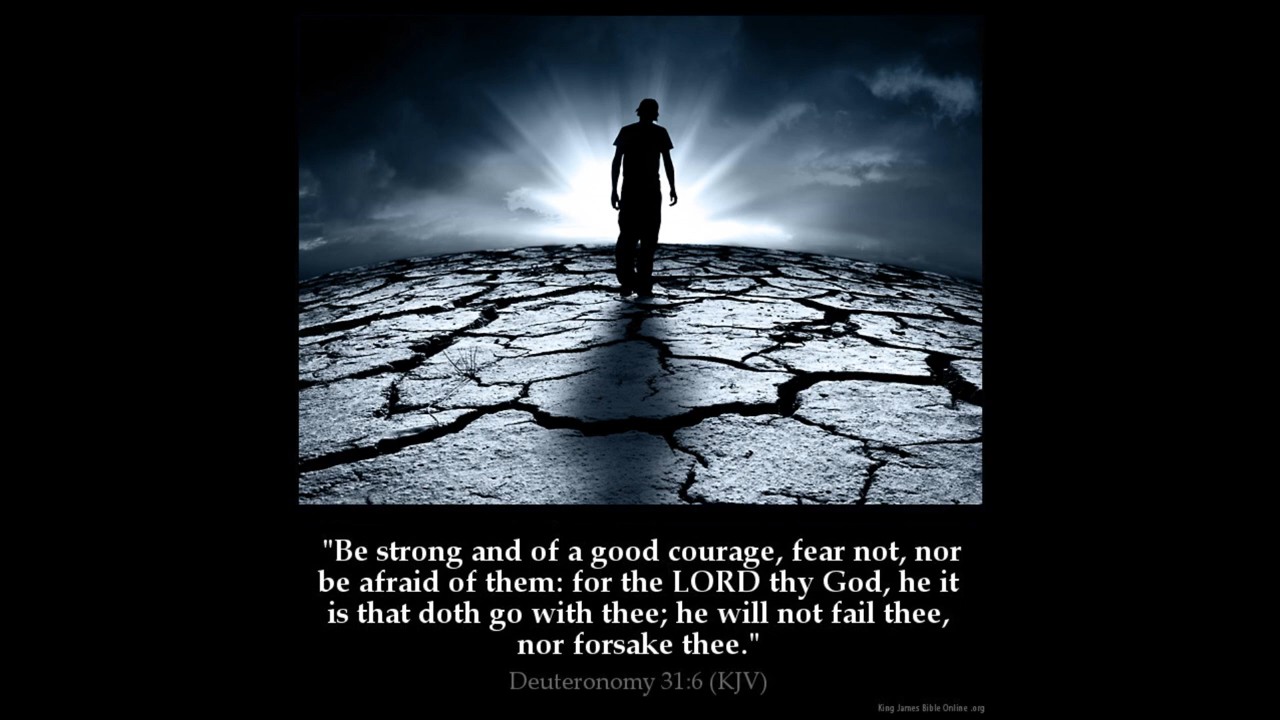 "Be strong and of a good courage, fear not, nor
be afraid of them: for the LORD thy God, he it
is that doth go with thee; he will not fail thee,
nor forsake thee."
Deuteronomy 31:6 (KJV)
King James Bible Online .org